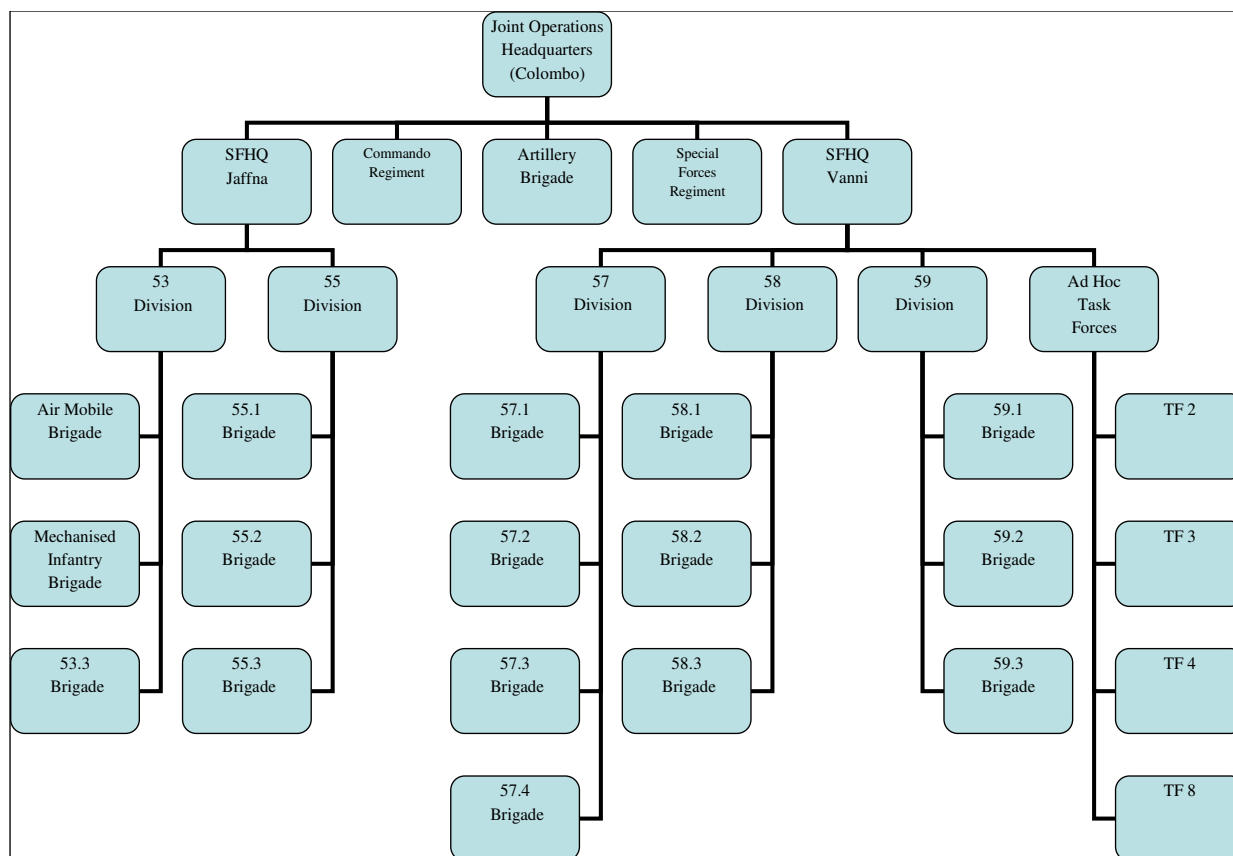 Joint Operations
Headquarters
(Colombo)
SFHQ
Jaffna
Commando
Regiment
Artillery
Brigade
Special
Forces
Regiment
SFHQ
Vanni
53
Division
55
Division
57
Division
58
Division
59
Division
Ad Hoc
Task
Forces
Air Mobile
Brigade
55.1
Brigade
57.1
Brigade
58.1
Brigade
59.1
Brigade
TF 2
Mechanised
Infantry
Brigade
55.2
Brigade
57.2
Brigade
58.2
Brigade
59.2
Brigade
TF 3
53.3
Brigade
55.3
Brigade
57.3
Brigade
58.3
Brigade
59.3
Brigade
TF 4
57.4
Brigade
TF 8